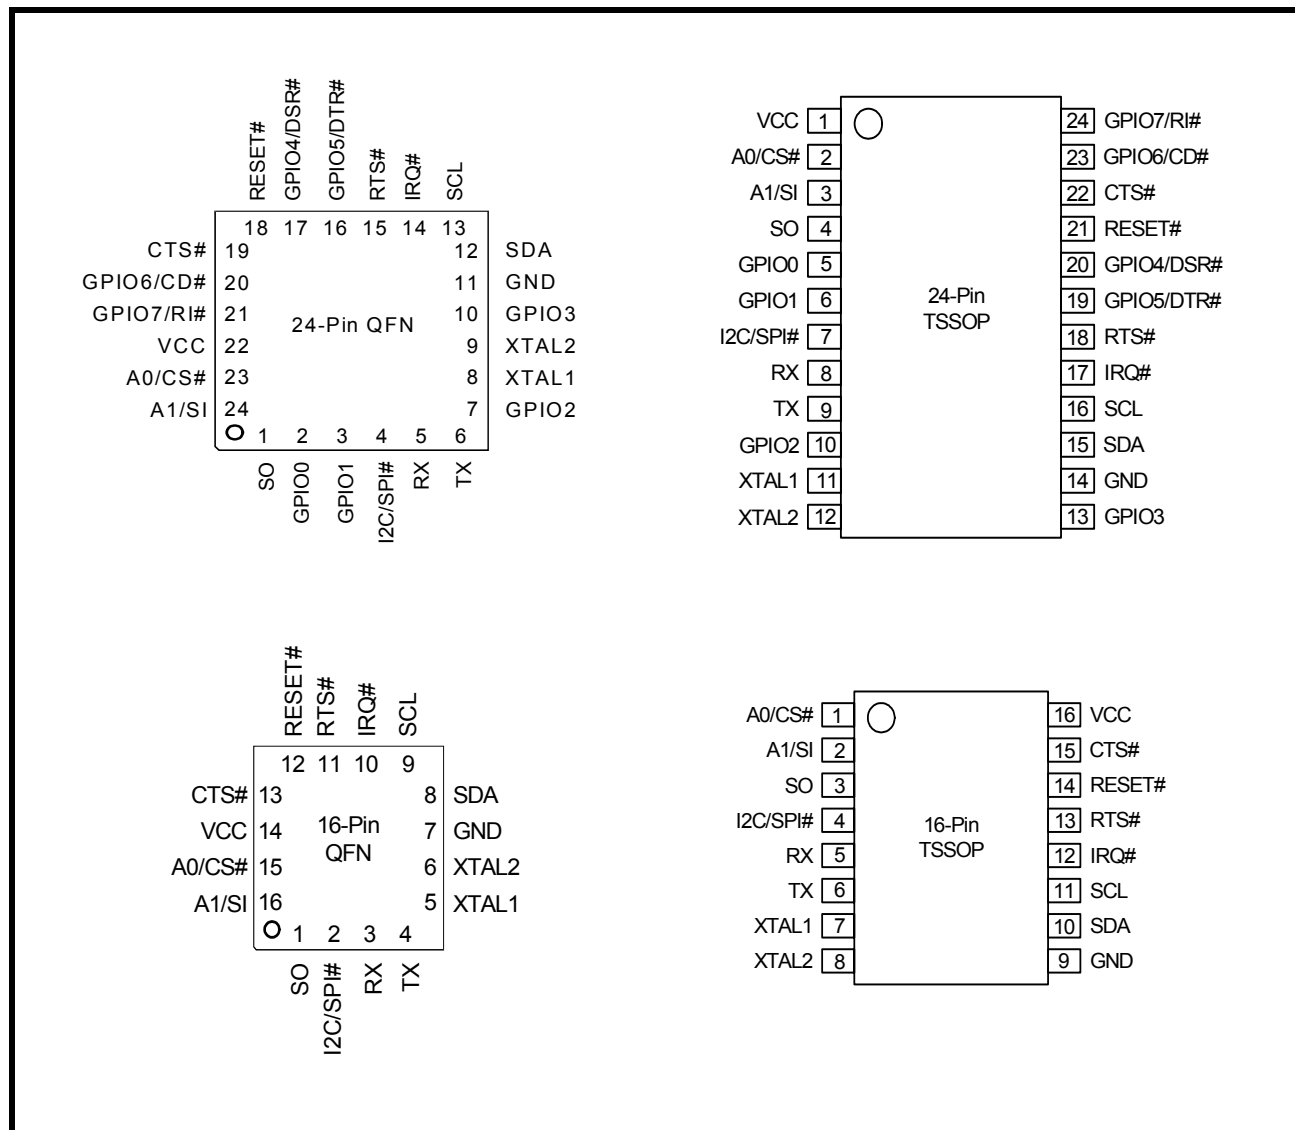 RESET#
GPIO4/DSR#
GPIO5/DTR#
RTS#
IRQ#
SCL
18 17 16 15 14 13
CTS# 19 12 SDA
GPIO6/CD# 20 11 GND
GPIO7/RI# 21 24-Pin QFN 10 GPIO3
VCC 22 9 XTAL2
A0/CS# 23 8 XTAL1
A1/SI 24 7 GPIO2
1 2 3 4 5 6
SO
GPIO0
GPIO1
I2C/SPI#
RX
TX
VCC 1 24 GPIO7/RI#
A0/CS# 2 23 GPIO6/CD#
A1/SI 3 22 CTS#
SO 4 21 RESET#
GPIO0 5 20 GPIO4/DSR#
GPIO1 6 19 GPIO5/DTR#
24-Pin
TSSOP
I2C/SPI# 7 18 RTS#
RX 8 17 IRQ#
TX 9 16 SCL
GPIO2 10 15 SDA
XTAL1 11 14 GND
XTAL2 12 13 GPIO3
RESET#
RTS#
IRQ#
SCL
12 11 10 9
CTS# 13 8 SDA
VCC 14 7 GND
16-Pin
QFN
A0/CS# 15 6 XTAL2
A1/SI 16 5 XTAL1
1 2 3 4
SO
I2C/SPI#
RX
TX
A0/CS# 1 16 VCC
A1/SI 2 15 CTS#
SO 3 14 RESET#
I2C/SPI# 4 13 RTS#
16-Pin
TSSOP
RX 5 12 IRQ#
TX 6 11 SCL
XTAL1 7 10 SDA
XTAL2 8 9 GND